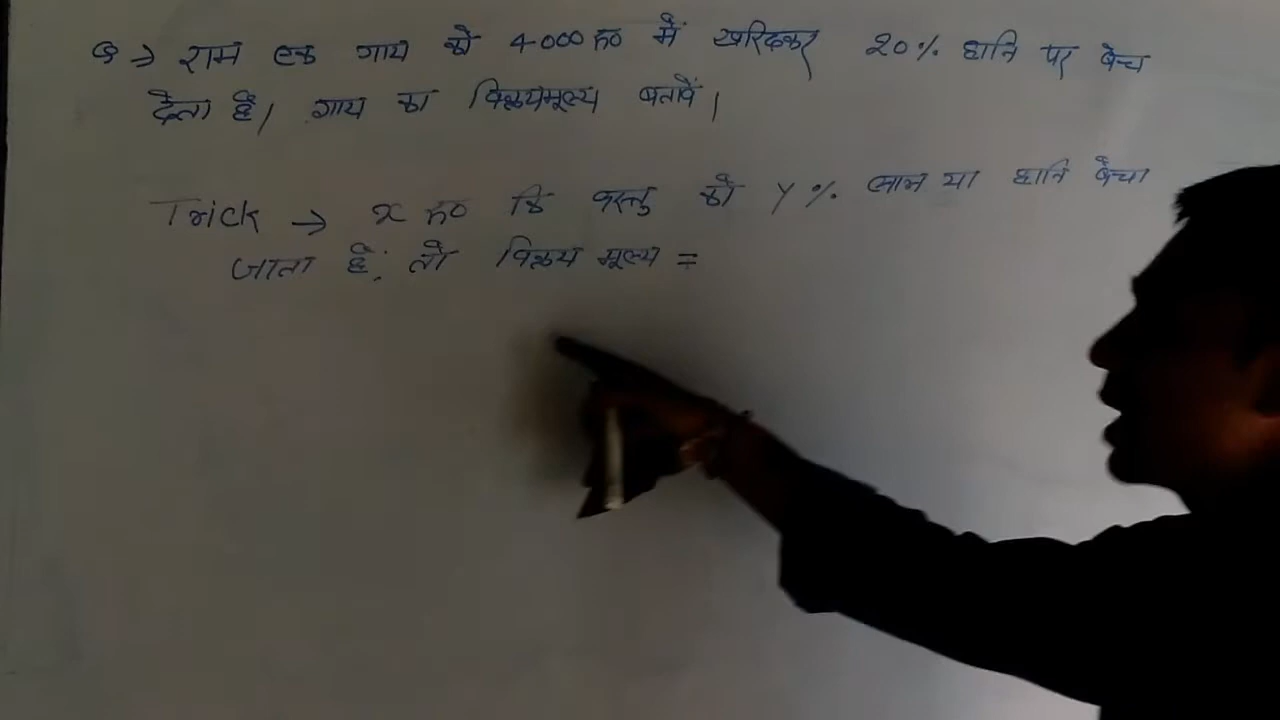 Q → राम एक गाय को 4000 रु० में खरिदकर 20% हानि पर बेच
देता है। गाय का विक्रयमूल्य बतावें।
Trick → x रु० कि वस्तु को y% लाभ या हानि बेचा
जाता है; तो विक्रय मूल्य =